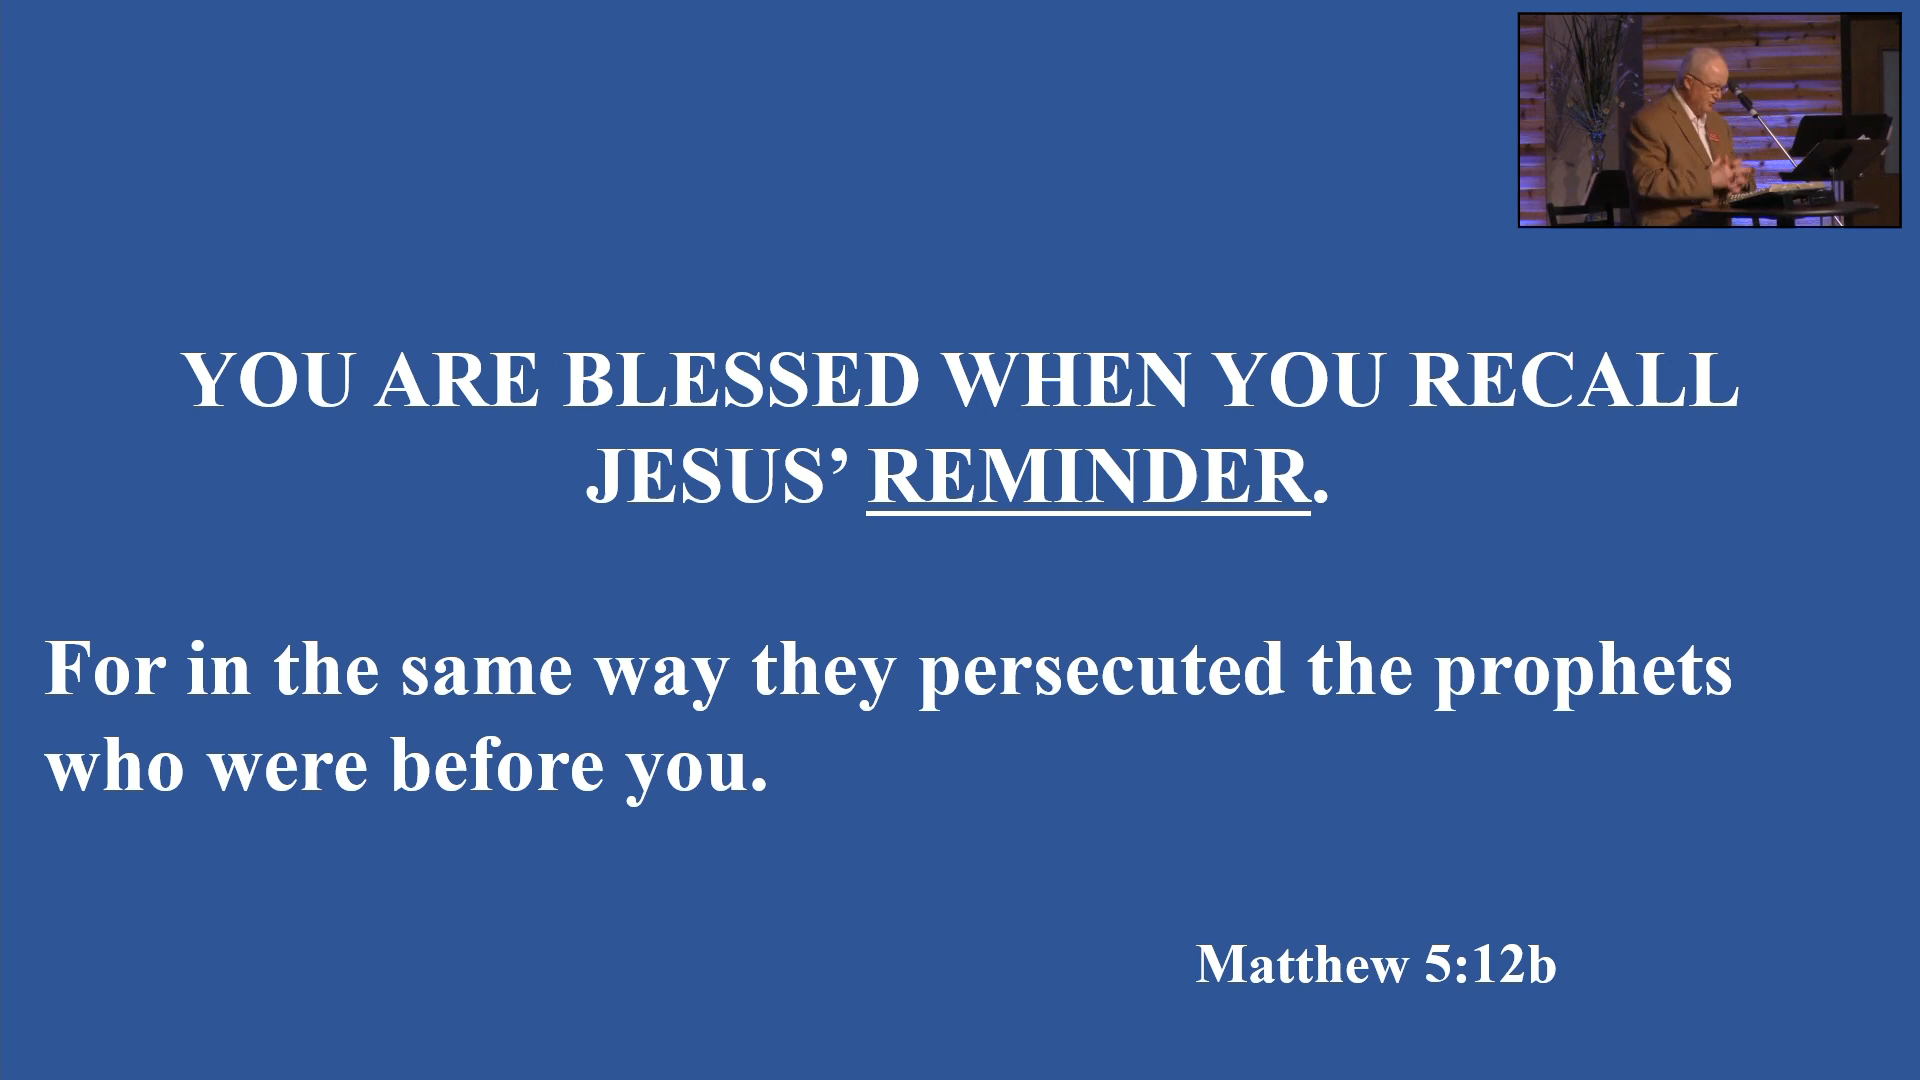 YOU ARE BLESSED WHEN YOU RECALL
JESUS’ REMINDER.
For in the same way they persecuted the prophets
who were before you.
Matthew 5:12b